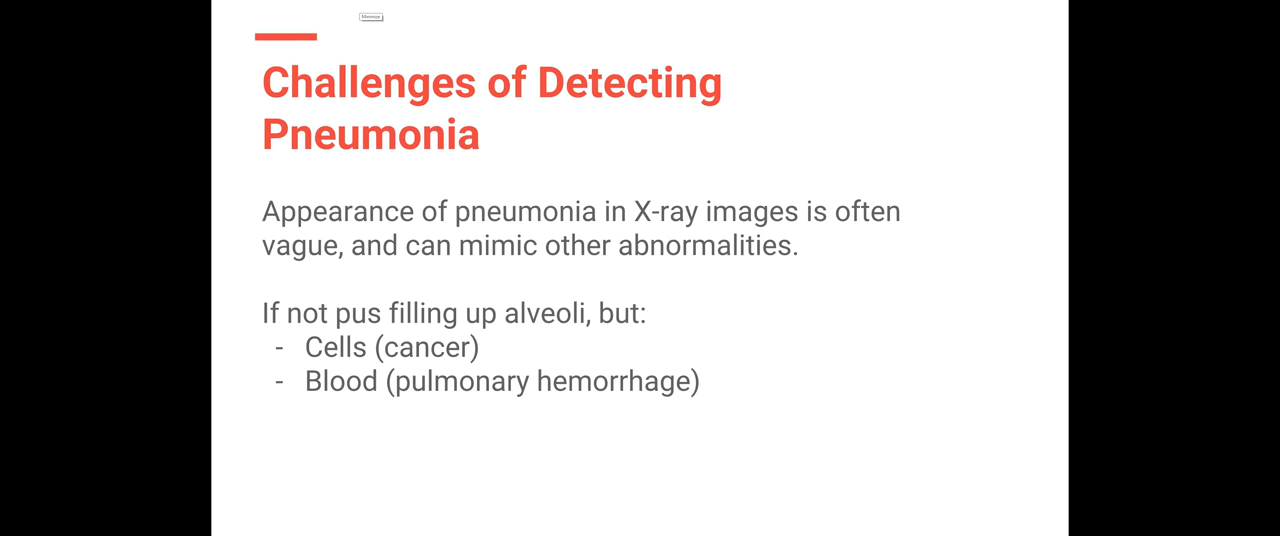 Minimize
Challenges of Detecting
Pneumonia
Appearance of pneumonia in X-ray images is often
vague, and can mimic other abnormalities.
If not pus filling up alveoli, but:
- Cells (cancer)
- Blood (pulmonary hemorrhage)